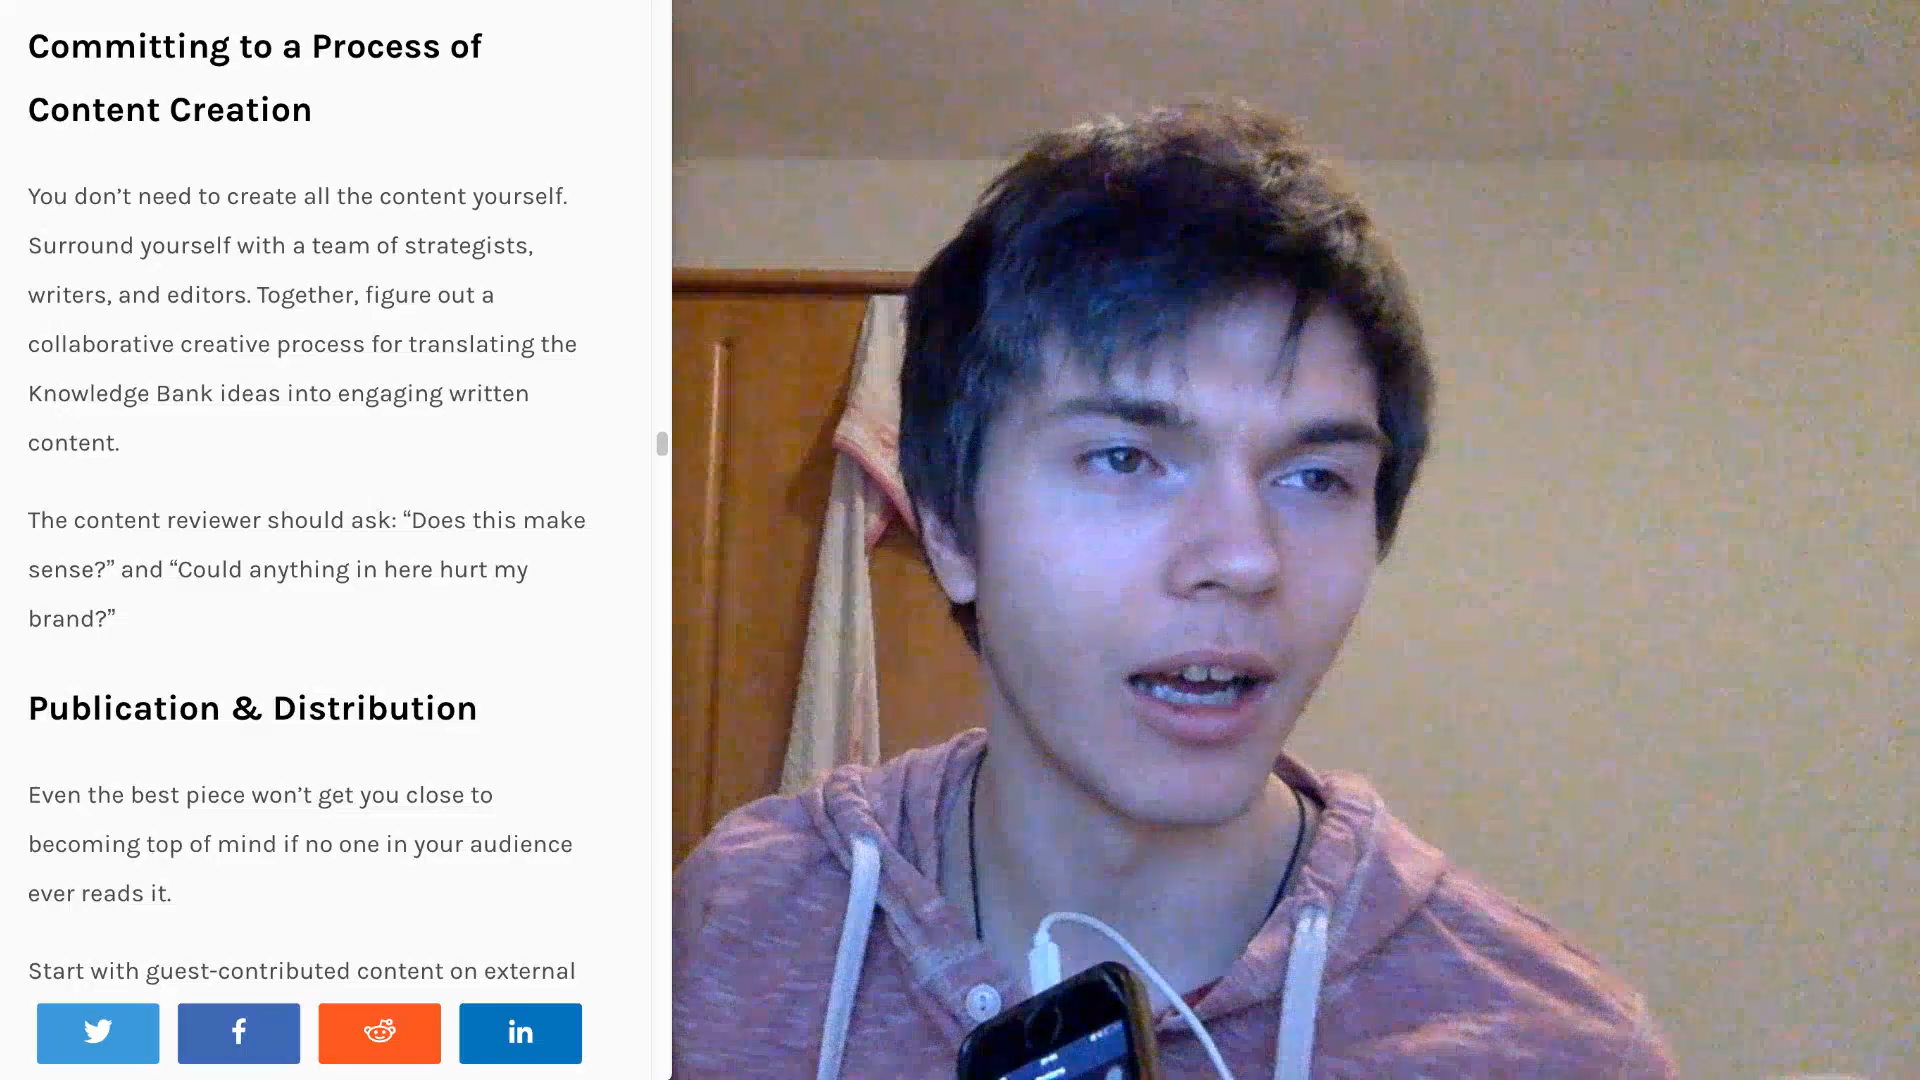 Committing to a Process of
Content Creation
You don’t need to create all the content yourself.
Surround yourself with a team of strategists,
writers, and editors. Together, figure out a
collaborative creative process for translating the
Knowledge Bank ideas into engaging written
content.
The content reviewer should ask: “Does this make
sense?” and “Could anything in here hurt my
brand?”
Publication & Distribution
Even the best piece won’t get you close to
becoming top of mind if no one in your audience
ever reads it.
Start with guest-contributed content on external
f
in